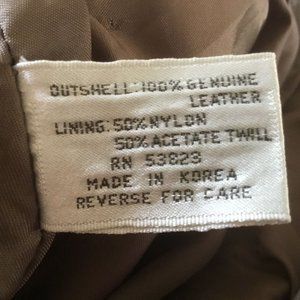 OUTSHELL: 100% GENUINE
LEATHER
LINING: 50% NYLON
50% ACETATE TWILL
RN 53823
MADE IN KOREA
REVERSE FOR CARE